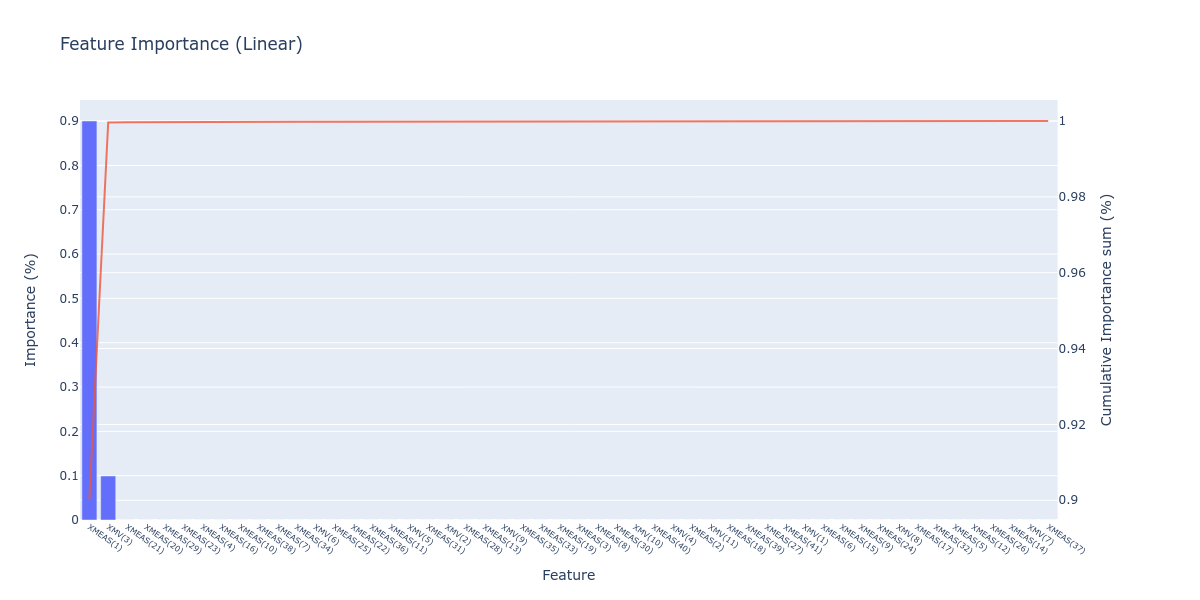 Feature Importance (Linear)
0.9
0.8
0.7
0.6
0.5
0.4
0.3
0.2
0.1
0
Importance (%)
1
0.98
0.96
0.94
0.92
0.9
Cumulative Importance sum (%)
XMEAS(1)
XMV(3)
XMEAS(21)
XMEAS(20)
XMEAS(29)
XMEAS(23)
XMEAS(4)
XMEAS(16)
XMEAS(10)
XMEAS(38)
XMEAS(7)
XMEAS(34)
XMV(6)
XMEAS(25)
XMEAS(22)
XMEAS(36)
XMEAS(11)
XMV(5)
XMEAS(31)
XMV(2)
XMEAS(28)
XMEAS(13)
XMV(9)
XMEAS(35)
XMEAS(33)
XMEAS(19)
XMEAS(3)
XMEAS(8)
XMEAS(30)
XMV(10)
XMEAS(40)
XMV(4)
XMEAS(2)
XMV(11)
XMEAS(18)
XMEAS(39)
XMEAS(27)
XMEAS(41)
XMV(1)
XMEAS(6)
XMEAS(15)
XMEAS(9)
XMEAS(24)
XMV(8)
XMEAS(17)
XMEAS(32)
XMEAS(5)
XMEAS(12)
XMEAS(26)
XMEAS(14)
XMV(7)
XMEAS(37)
Feature